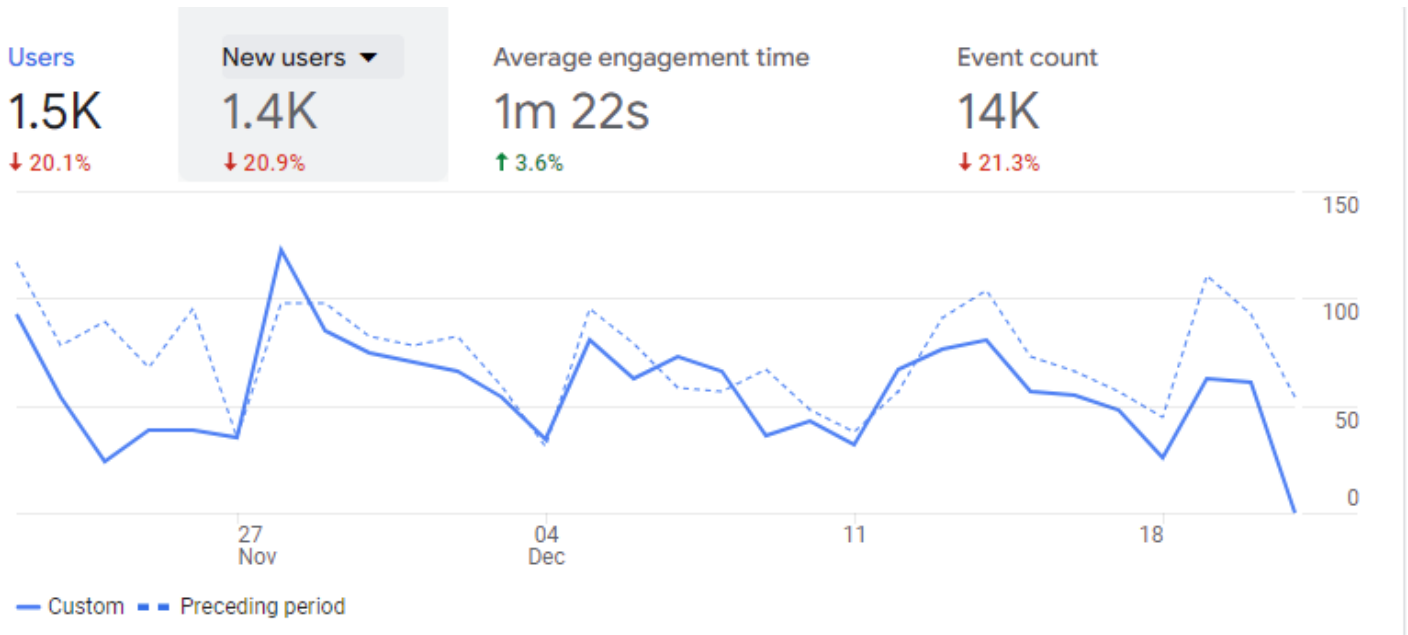 Users New users Average engagement time Event count
1.5K 1.4K 1m 22s 14K
↓ 20.1% ↓ 20.9% ↑ 3.6% ↓ 21.3%
150
100
50
0
27 04 11 18
Nov Dec
Custom Preceding period